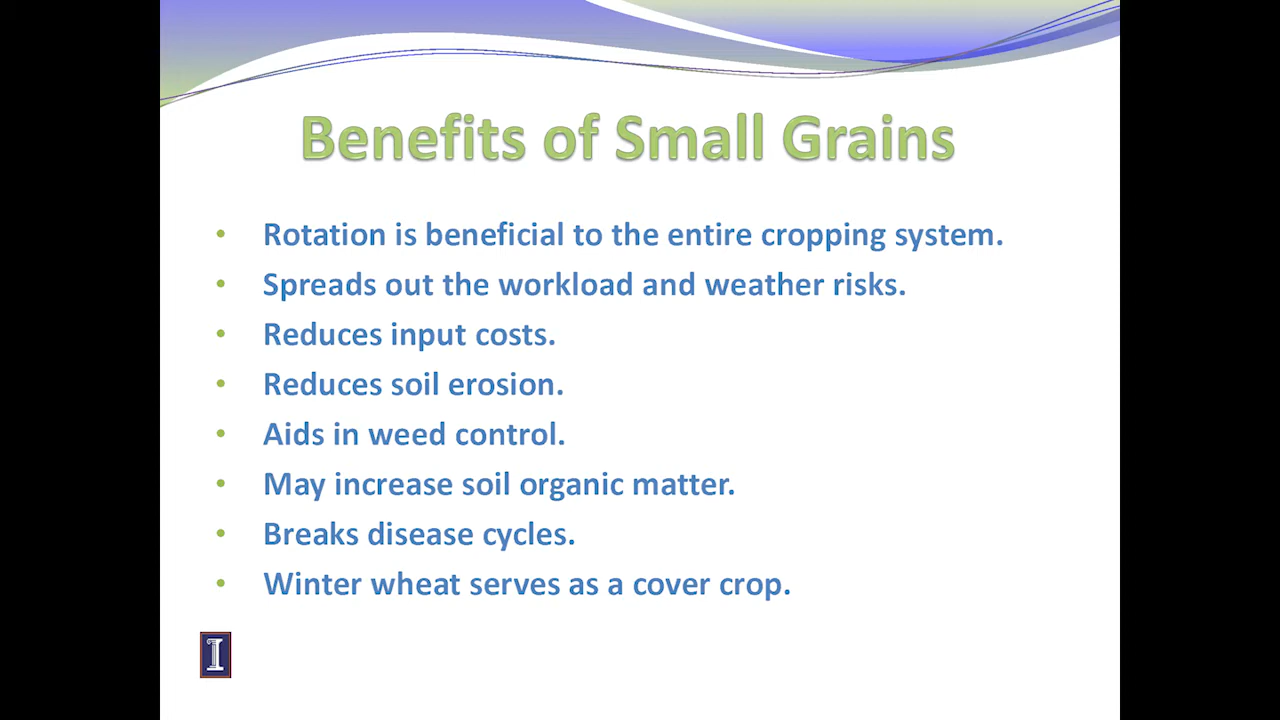 Benefits of Small Grains
• Rotation is beneficial to the entire cropping system.
• Spreads out the workload and weather risks.
• Reduces input costs.
• Reduces soil erosion.
• Aids in weed control.
• May increase soil organic matter.
• Breaks disease cycles.
• Winter wheat serves as a cover crop.
I